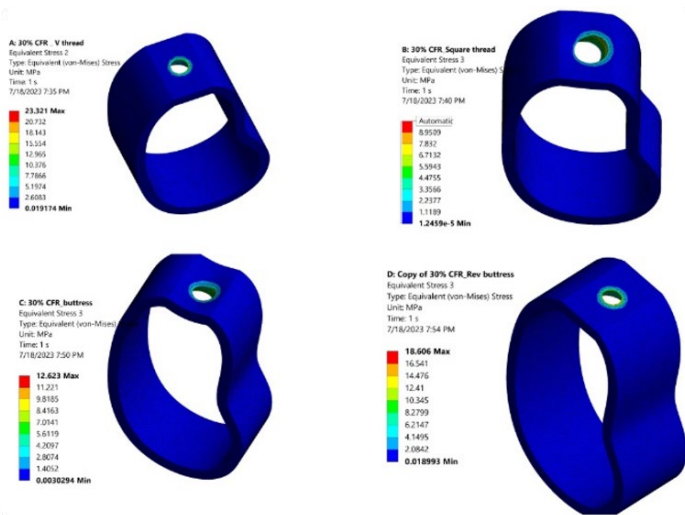 A: 30% CFR _ V thread
Equivalent Stress 2
Type: Equivalent (von-Mises) Stress
Unit: MPa
Time: 1 s
7/18/2023 7:35 PM
23.321 Max
20.732
18.143
15.554
12.965
10.376
7.7866
5.1974
2.6083
0.019174 Min
B: 30% CFR_Square thread
Equivalent Stress 3
Type: Equivalent (von-Mises) S
Unit: MPa
Time: 1 s
7/18/2023 7:40 PM
Automatic
8.9509
7.832
6.7132
5.5943
4.4755
3.3566
2.2377
1.1189
1.2459e-5 Min
C: 30% CFR_buttress
Equivalent Stress 3
Type: Equivalent (von-Mises) S
Unit: MPa
Time: 1 s
7/18/2023 7:50 PM
12.623 Max
11.221
9.8185
8.4163
7.0141
5.6119
4.2097
2.8074
1.4052
0.0030294 Min
D: Copy of 30% CFR_Rev buttress
Equivalent Stress 3
Type: Equivalent (von-Mises) Stress
Unit: MPa
Time: 1 s
7/18/2023 7:54 PM
18.606 Max
16.541
14.476
12.41
10.345
8.2799
6.2147
4.1495
2.0842
0.018993 Min